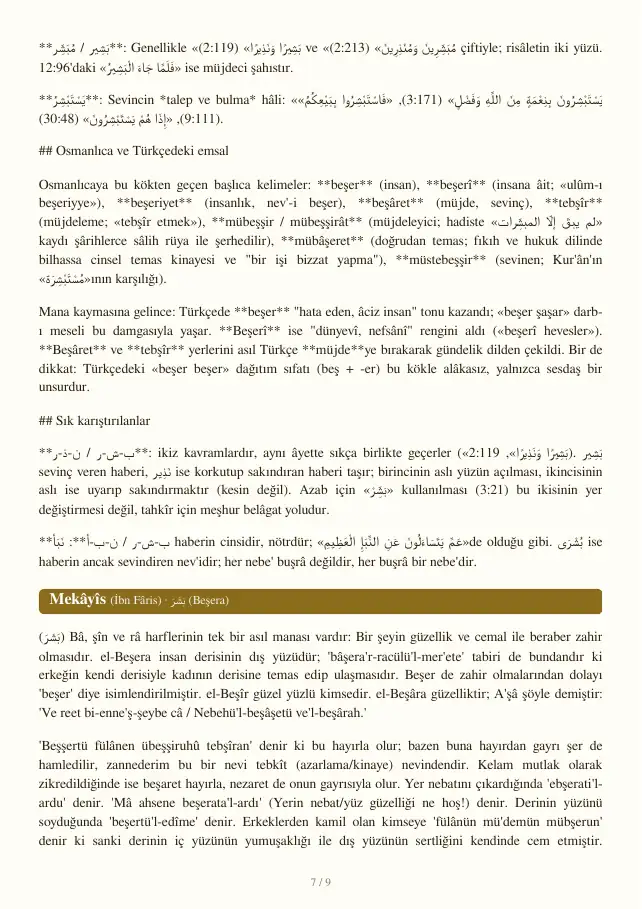 **بَشِير / مُبَشِّر**: Genellikle «بَشِيرًا وَنَذِيرًا» (2:119) ve «مُبَشِّرِينَ وَمُنْذِرِينَ» (2:213) çiftiyle; risâletin iki yüzü.
12:96'daki «فَلَمَّا جَاءَ الْبَشِيرُ» ise müjdeci şahıstır.
**يَسْتَبْشِرُ**: Sevincin *talep ve bulma* hâli: «يَسْتَبْشِرُونَ بِنِعْمَةٍ مِنَ اللَّهِ وَفَضْلٍ» (3:171), «فَاسْتَبْشِرُوا بِبَيْعِكُمُ»
(9:111), «إِذَا هُمْ يَسْتَبْشِرُونَ» (30:48).
## Osmanlıca ve Türkçedeki emsal
Osmanlıcaya bu kökten geçen başlıca kelimeler: **beşer** (insan), **beşerî** (insana âit; «ulûm-ı
beşeriyye»), **beşeriyet** (insanlık, nev'-i beşer), **beşâret** (müjde, sevinç), **tebşîr**
(müjdeleme; «tebşîr etmek»), **mübeşşir / mübeşşirât** (müjdeleyici; hadiste «لم يبق إلّا المبشِّرات»
kaydı şârihlerce sâlih rüya ile şerhedilir), **mübâşeret** (doğrudan temas; fıkıh ve hukuk dilinde
bilhassa cinsel temas kinayesi ve "bir işi bizzat yapma"), **müstebeşşir** (sevinen; Kur'ân'ın
«مُسْتَبْشِرَة»ının karşılığı).
Mana kaymasına gelince: Türkçede **beşer** "hata eden, âciz insan" tonu kazandı; «beşer şaşar» darb-
ı meseli bu damgasıyla yaşar. **Beşerî** ise "dünyevî, nefsânî" rengini aldı («beşerî hevesler»).
**Beşâret** ve **tebşîr** yerlerini asıl Türkçe **müjde**ye bırakarak gündelik dilden çekildi. Bir de
dikkat: Türkçedeki «beşer beşer» dağıtım sıfatı (beş + -er) bu kökle alâkasız, yalnızca sesdaş bir
unsurdur.
## Sık karıştırılanlar
**ب-ش-ر / ن-ذ-ر**: ikiz kavramlardır, aynı âyette sıkça birlikte geçerler («بَشِيرًا وَنَذِيرًا», 2:119). بَشِير
sevinç veren haberi, نَذِير ise korkutup sakındıran haberi taşır; birincinin aslı yüzün açılması, ikincisinin
aslı ise uyarıp sakındırmaktır (kesin değil). Azab için «بَشِّرْ» kullanılması (3:21) bu ikisinin yer
değiştirmesi değil, tahkîr için meşhur belâgat yoludur.
**ب-ش-ر / ن-ب-أ**: نَبَأ haberin cinsidir, nötrdür; «عَمَّ يَتَسَاءَلُونَ عَنِ النَّبَإِ الْعَظِيمِ»de olduğu gibi. بُشْرَى ise
haberin ancak sevindiren nev'idir; her nebe' buşrâ değildir, her buşrâ bir nebe'dir.
Mekâyîs (İbn Fâris) · بَشَرَ (Beşera)
(بَشَرَ) Bâ, şîn ve râ harflerinin tek bir asıl manası vardır: Bir şeyin güzellik ve cemal ile beraber zahir
olmasıdır. el-Beşera insan derisinin dış yüzüdür; 'bâşera'r-racülü'l-mer'ete' tabiri de bundandır ki
erkeğin kendi derisiyle kadının derisine temas edip ulaşmasıdır. Beşer de zahir olmalarından dolayı
'beşer' diye isimlendirilmiştir. el-Beşîr güzel yüzlü kimsedir. el-Beşâra güzelliktir; A'şâ şöyle demiştir:
'Ve reet bi-enne'ş-şeybe câ / Nebehü'l-beşâşetü ve'l-beşârah.'
'Beşşertü fülânen übeşşiruhû tebşîran' denir ki bu hayırla olur; bazen buna hayırdan gayrı şer de
hamledilir, zannederim bu bir nevi tebkît (azarlama/kinaye) nevindendir. Kelam mutlak olarak
zikredildiğinde ise beşaret hayırla, nezaret de onun gayrısıyla olur. Yer nebatını çıkardığında 'ebşerati'l-
ardu' denir. 'Mâ ahsene beşerata'l-ardı' (Yerin nebat/yüz güzelliği ne hoş!) denir. Derinin yüzünü
soyduğunda 'beşertü'l-edîme' denir. Erkeklerden kamil olan kimseye 'fülânün mü'demün mübşerun'
denir ki sanki derinin iç yüzünün yumuşaklığı ile dış yüzünün sertliğini kendinde cem etmiştir.
7 / 9